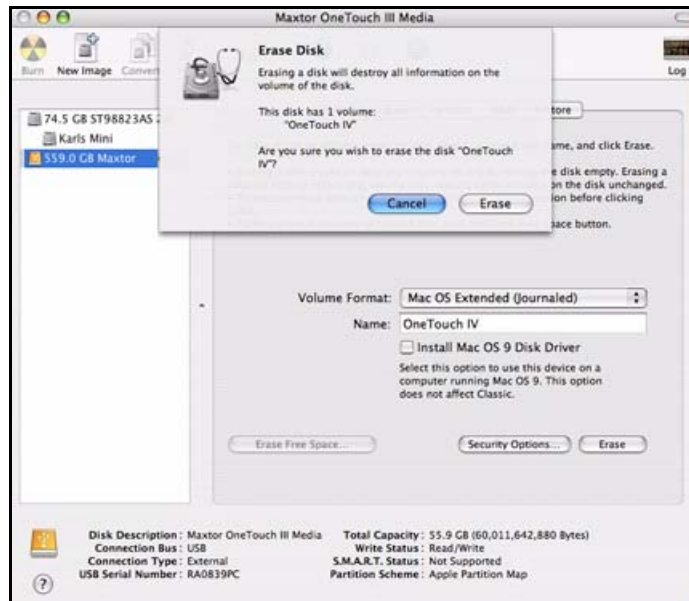 Maxtor OneTouch III Media
Burn New Image Convert Log
Erase Disk
Erasing a disk will destroy all information on the
volume of the disk.
This disk has 1 volume:
"OneTouch IV"
Are you sure you wish to erase the disk "OneTouch
IV"?
Cancel Erase
74.5 GB ST98823AS
Karls Mini
559.0 GB Maxtor
tore
ame, and click Erase.
e disk empty. Erasing a
on the disk unchanged.
ion before clicking
pace button.
Volume Format: Mac OS Extended (Journaled)
Name: OneTouch IV
Install Mac OS 9 Disk Driver
Select this option to use this device on a
computer running Mac OS 9. This option
does not affect Classic.
Erase Free Space... Security Options... Erase
Disk Description : Maxtor OneTouch III Media Total Capacity : 55.9 GB (60,011,642,880 Bytes)
Connection Bus : USB Write Status : Read/Write
Connection Type : External S.M.A.R.T. Status : Not Supported
USB Serial Number : RA0839PC Partition Scheme : Apple Partition Map
?